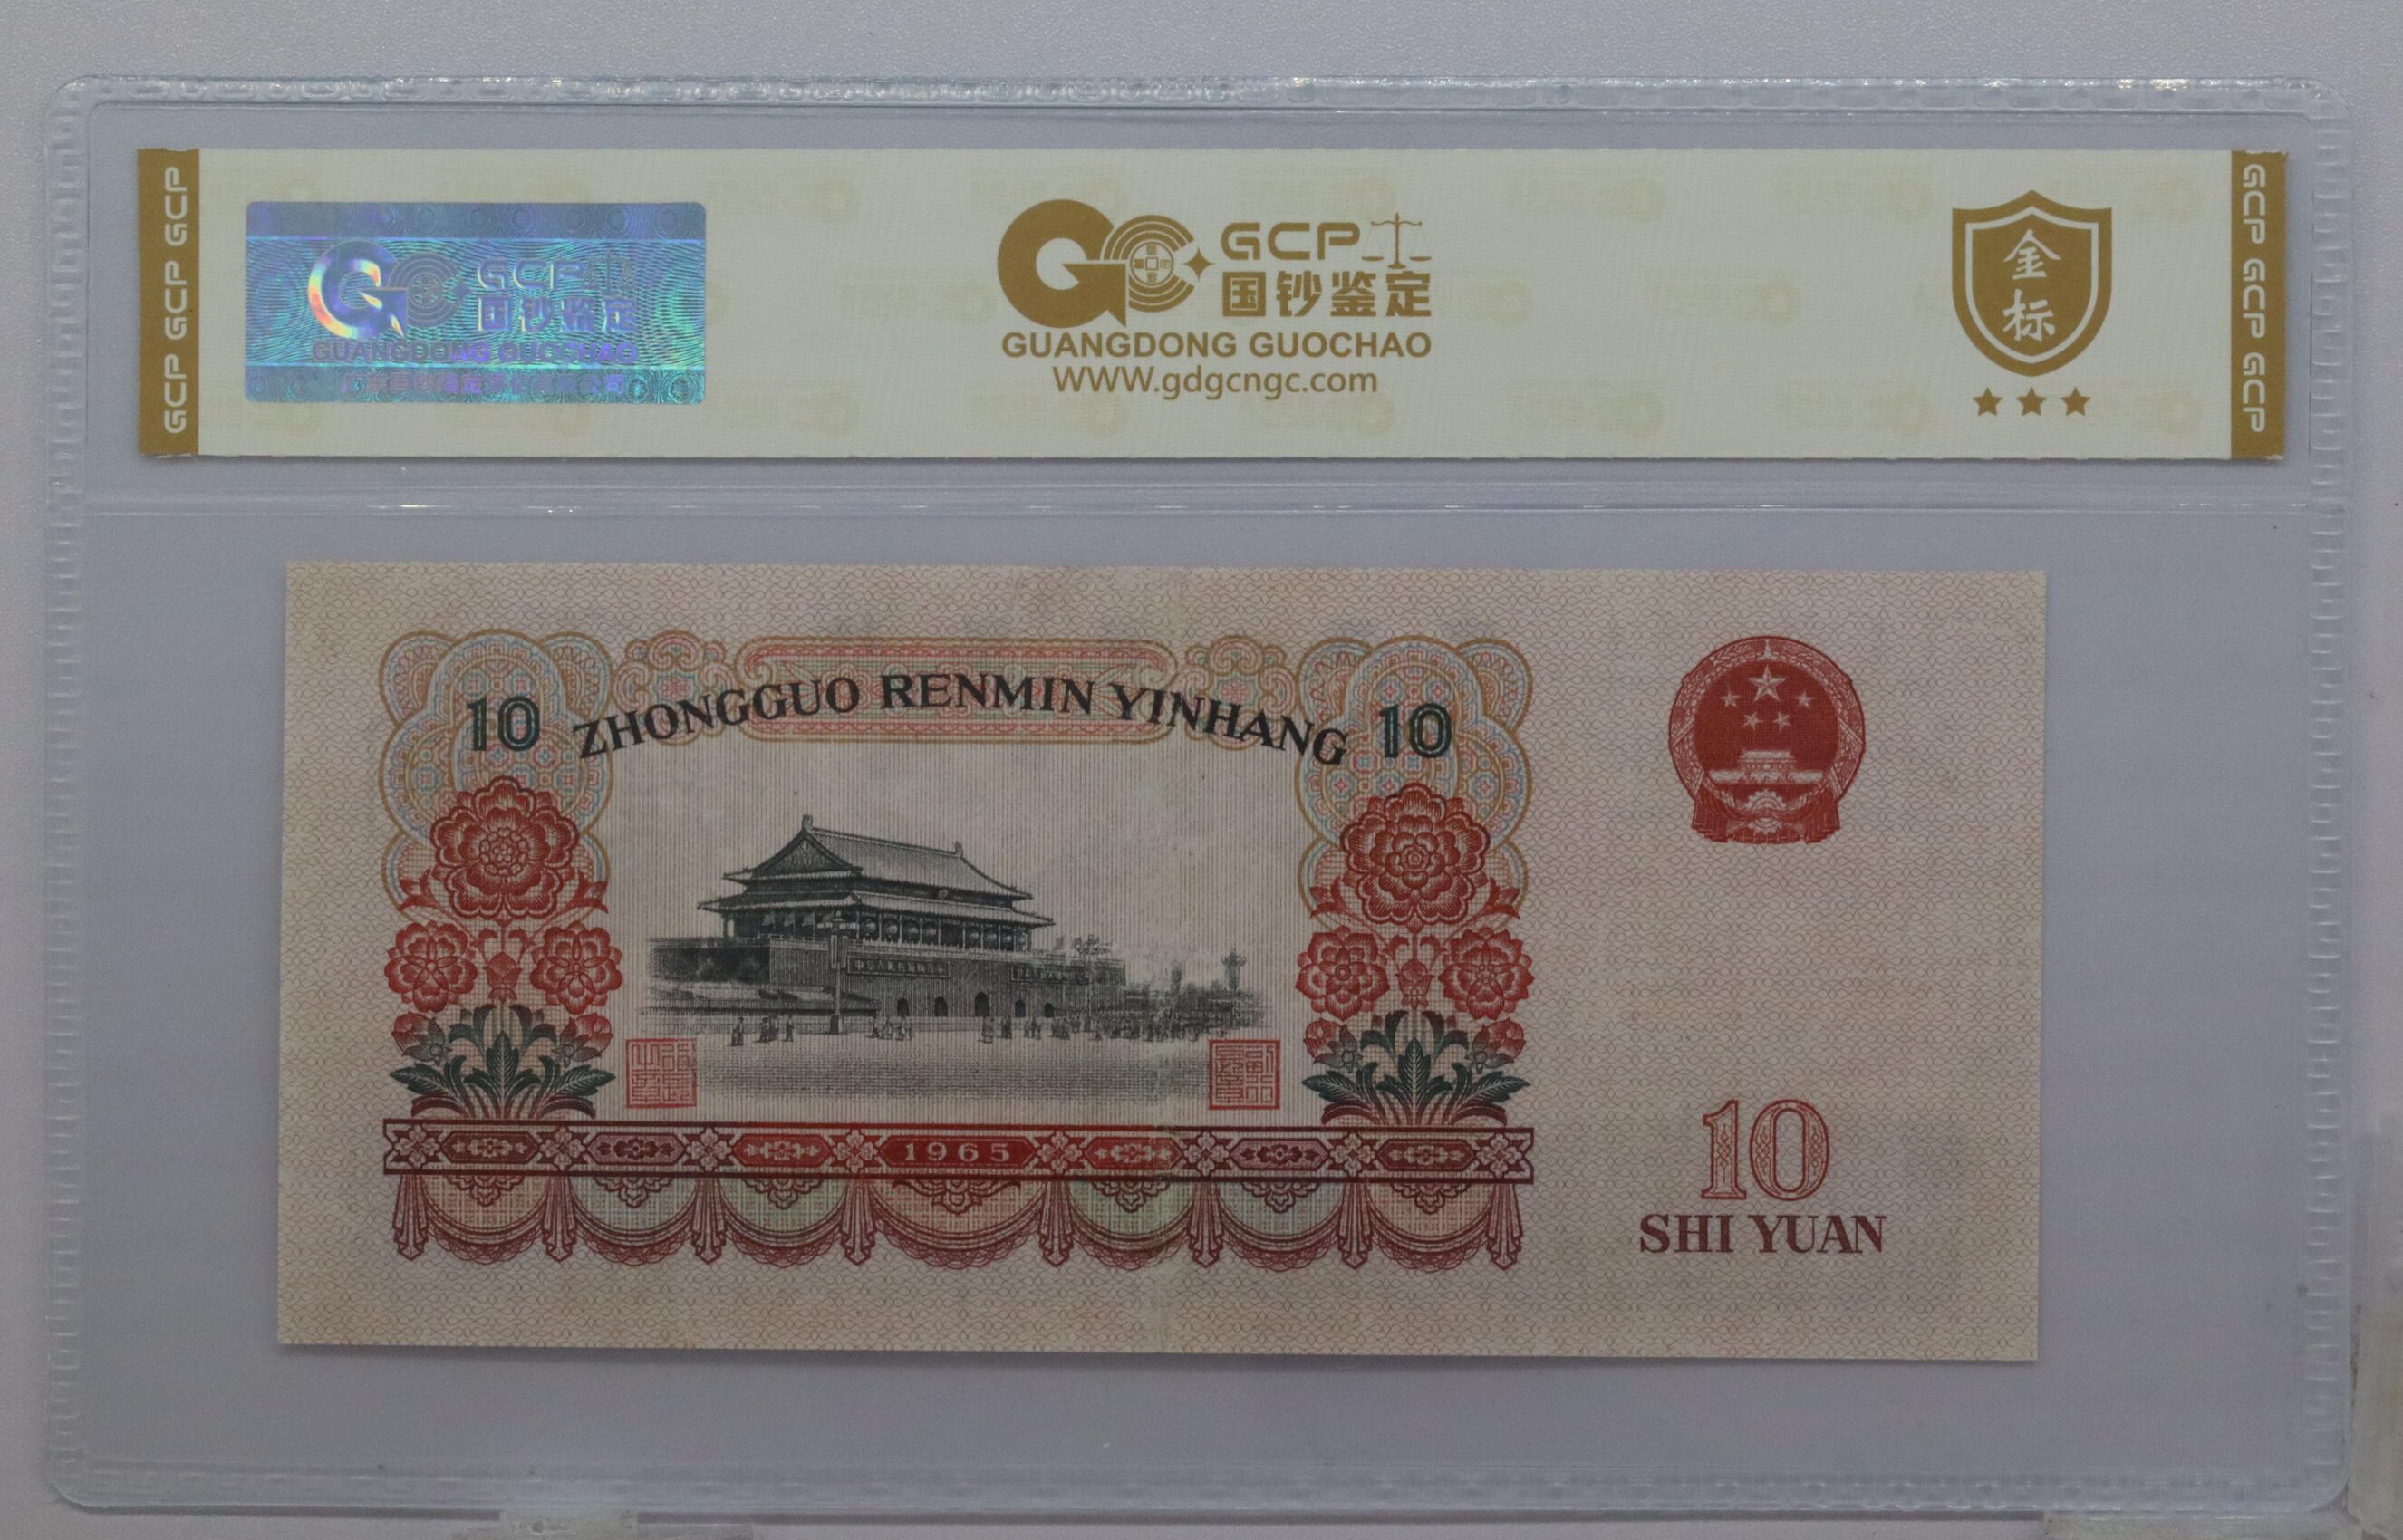 GCP GCP GCP
GCP
国钞鉴定
GUANGDONG GUOCHAO
GCP
国钞鉴定
GUANGDONG GUOCHAO
WWW.gdgcngc.com
金
标
GCP GCP GCP
10 ZHONGGUO RENMIN YINHANG 10
1965
10
SHI YUAN